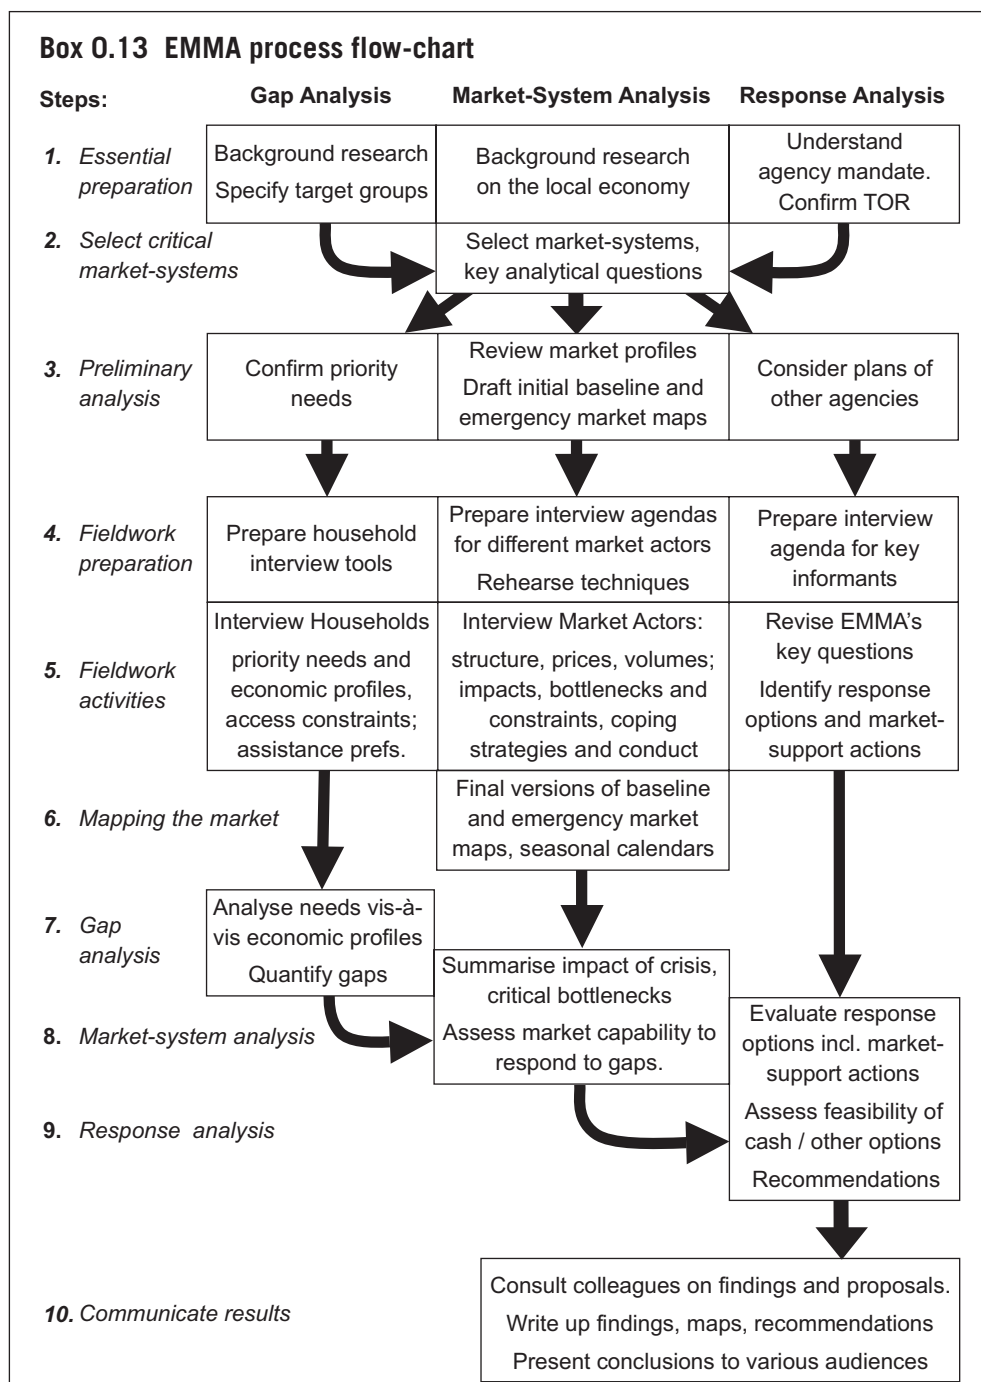 Box 0.13 EMMA process flow-chart
Steps:
Gap Analysis
Market-System Analysis
Response Analysis
1. Essential
preparation
Background research
Specify target groups
Background research
on the local economy
Understand
agency mandate.
Confirm TOR
2. Select critical
market-systems
Select market-systems,
key analytical questions
3. Preliminary
analysis
Confirm priority
needs
Review market profiles
Draft initial baseline and
emergency market maps
Consider plans of
other agencies
4. Fieldwork
preparation
Prepare household
interview tools
Prepare interview agendas
for different market actors
Rehearse techniques
Prepare interview
agenda for key
informants
5. Fieldwork
activities
Interview Households
priority needs and
economic profiles,
access constraints;
assistance prefs.
Interview Market Actors:
structure, prices, volumes;
impacts, bottlenecks and
constraints, coping
strategies and conduct
Revise EMMA's
key questions
Identify response
options and market-
support actions
6. Mapping the market
Final versions of baseline
and emergency market
maps, seasonal calendars
7. Gap
analysis
Analyse needs vis-à-
vis economic profiles
Quantify gaps
8. Market-system analysis
Summarise impact of crisis,
critical bottlenecks
Assess market capability to
respond to gaps.
9. Response analysis
Evaluate response
options incl. market-
support actions
Assess feasibility of
cash / other options
Recommendations
10. Communicate results
Consult colleagues on findings and proposals.
Write up findings, maps, recommendations
Present conclusions to various audiences